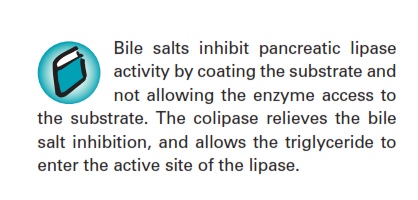 Bile salts inhibit pancreatic lipase
activity by coating the substrate and
not allowing the enzyme access to
the substrate. The colipase relieves the bile
salt inhibition, and allows the triglyceride to
enter the active site of the lipase.